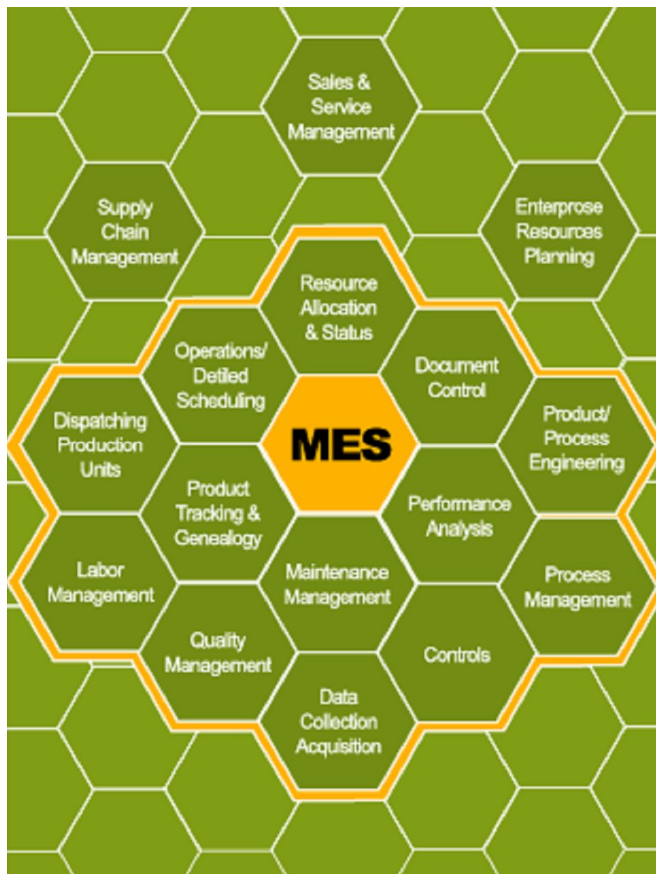 Sales &
Service
Management
Supply
Chain
Management
Enterprose
Resources
Planning
Resource
Allocation
& Status
Operations/
Detiled
Scheduling
Document
Control
Dispatching
Production
Units
MES
Product/
Process
Engineering
Product
Tracking &
Genealogy
Performance
Analysis
Labor
Management
Maintenance
Management
Process
Management
Quality
Management
Controls
Data
Collection
Acquisition